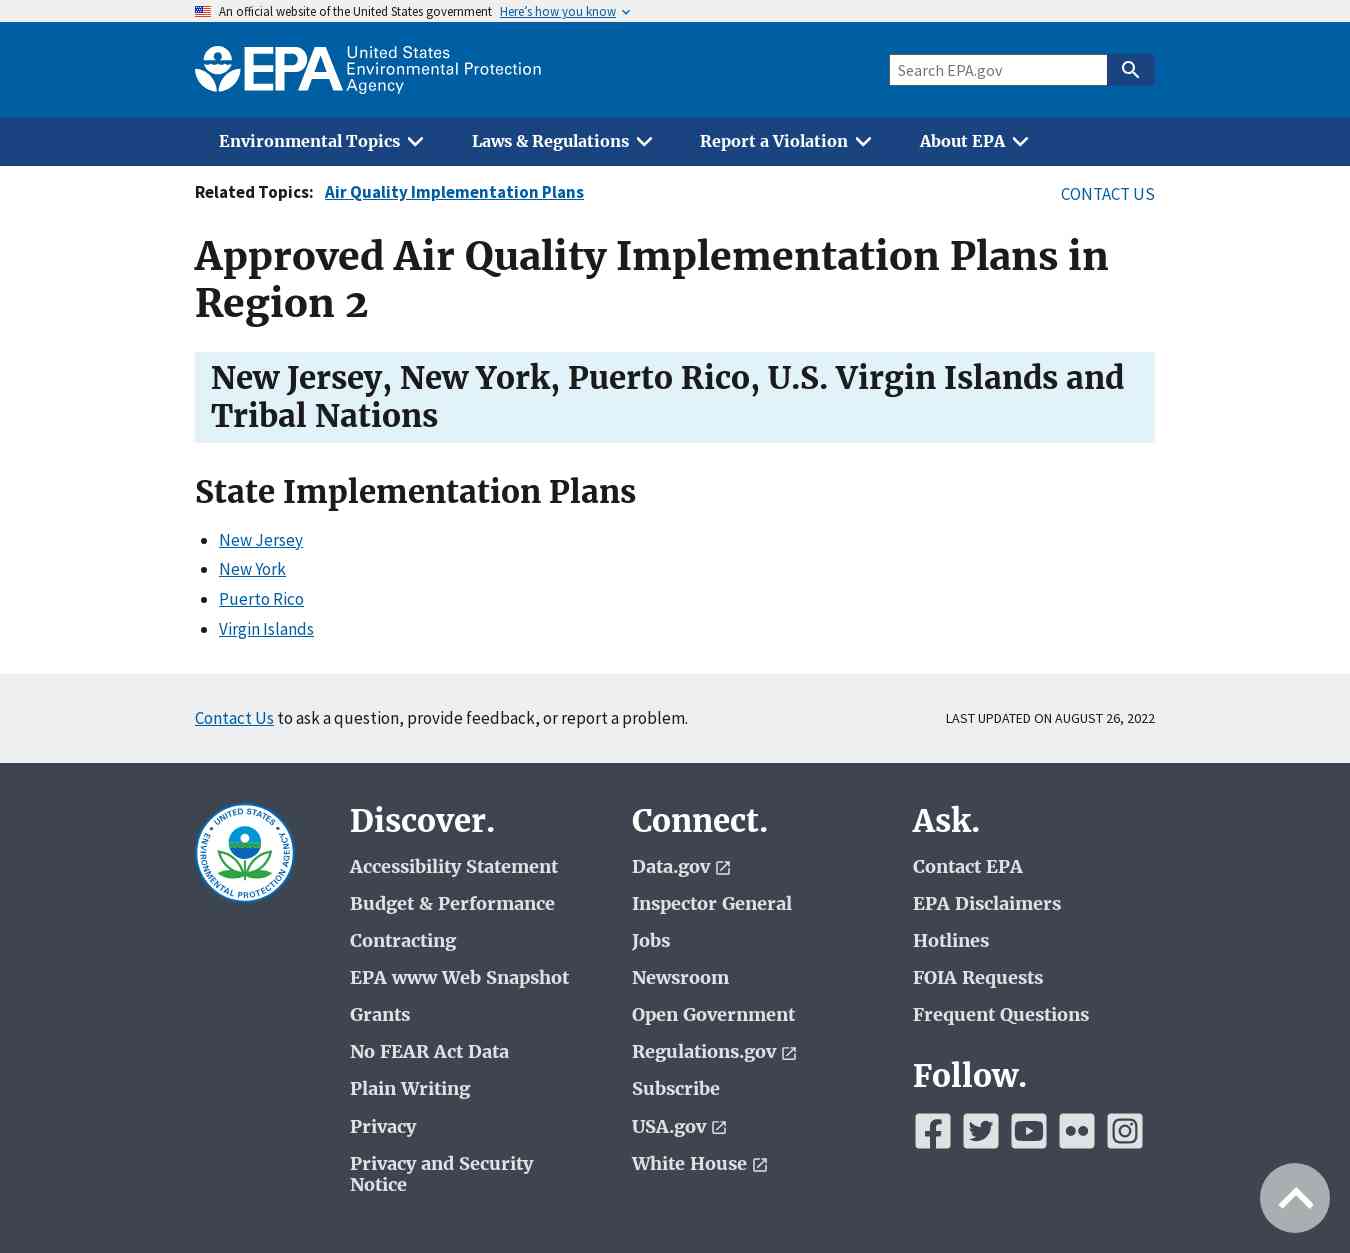 An official website of the United States government Here’s how you know
EPA United States
Environmental Protection
Agency
Search EPA.gov
Environmental Topics Laws & Regulations Report a Violation About EPA
Related Topics: Air Quality Implementation Plans CONTACT US
Approved Air Quality Implementation Plans in
Region 2
New Jersey, New York, Puerto Rico, U.S. Virgin Islands and
Tribal Nations
State Implementation Plans
New Jersey
New York
Puerto Rico
Virgin Islands
Contact Us to ask a question, provide feedback, or report a problem. LAST UPDATED ON AUGUST 26, 2022
UNITED STATES
ENVIRONMENTAL PROTECTION AGENCY
Discover.
Accessibility Statement
Budget & Performance
Contracting
EPA www Web Snapshot
Grants
No FEAR Act Data
Plain Writing
Privacy
Privacy and Security
Notice
Connect.
Data.gov
Inspector General
Jobs
Newsroom
Open Government
Regulations.gov
Subscribe
USA.gov
White House
Ask.
Contact EPA
EPA Disclaimers
Hotlines
FOIA Requests
Frequent Questions
Follow.